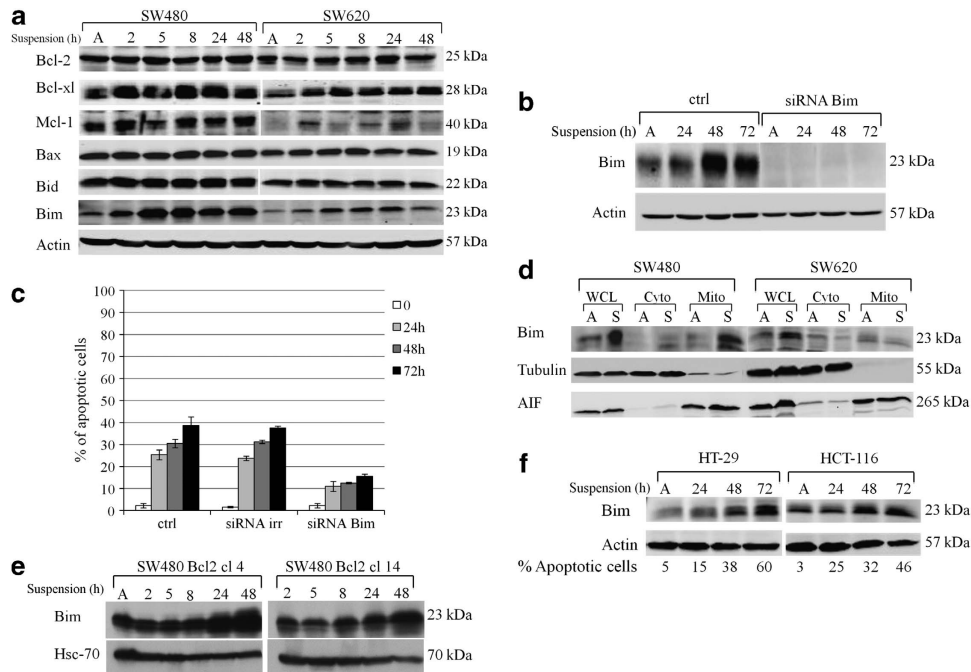 a
SW480 SW620
Suspension (h) A 2 5 8 24 48 A 2 5 8 24 48
Bcl-2 25 kDa
Bcl-xl 28 kDa
Mcl-1 40 kDa
Bax 19 kDa
Bid 22 kDa
Bim 23 kDa
Actin 57 kDa
b
ctrl siRNA Bim
Suspension (h) A 24 48 72 A 24 48 72
Bim 23 kDa
Actin 57 kDa
c
% of apoptotic cells
100
90
80
70
60
50
40
30
20
10
0
ctrl siRNA irr siRNA Bim
0
24h
48h
72h
d
SW480 SW620
WCL Cyto Mito WCL Cyto Mito
A S A S A S A S A S A S
Bim 23 kDa
Tubulin 55 kDa
AIF 265 kDa
e
SW480 Bcl2 cl 4 SW480 Bcl2 cl 14
Suspension (h) A 2 5 8 24 48 2 5 8 24 48
Bim 23 kDa
Hsc-70 70 kDa
f
HT-29 HCT-116
Suspension (h) A 24 48 72 A 24 48 72
Bim 23 kDa
Actin 57 kDa
% Apoptotic cells 5 15 38 60 3 25 32 46